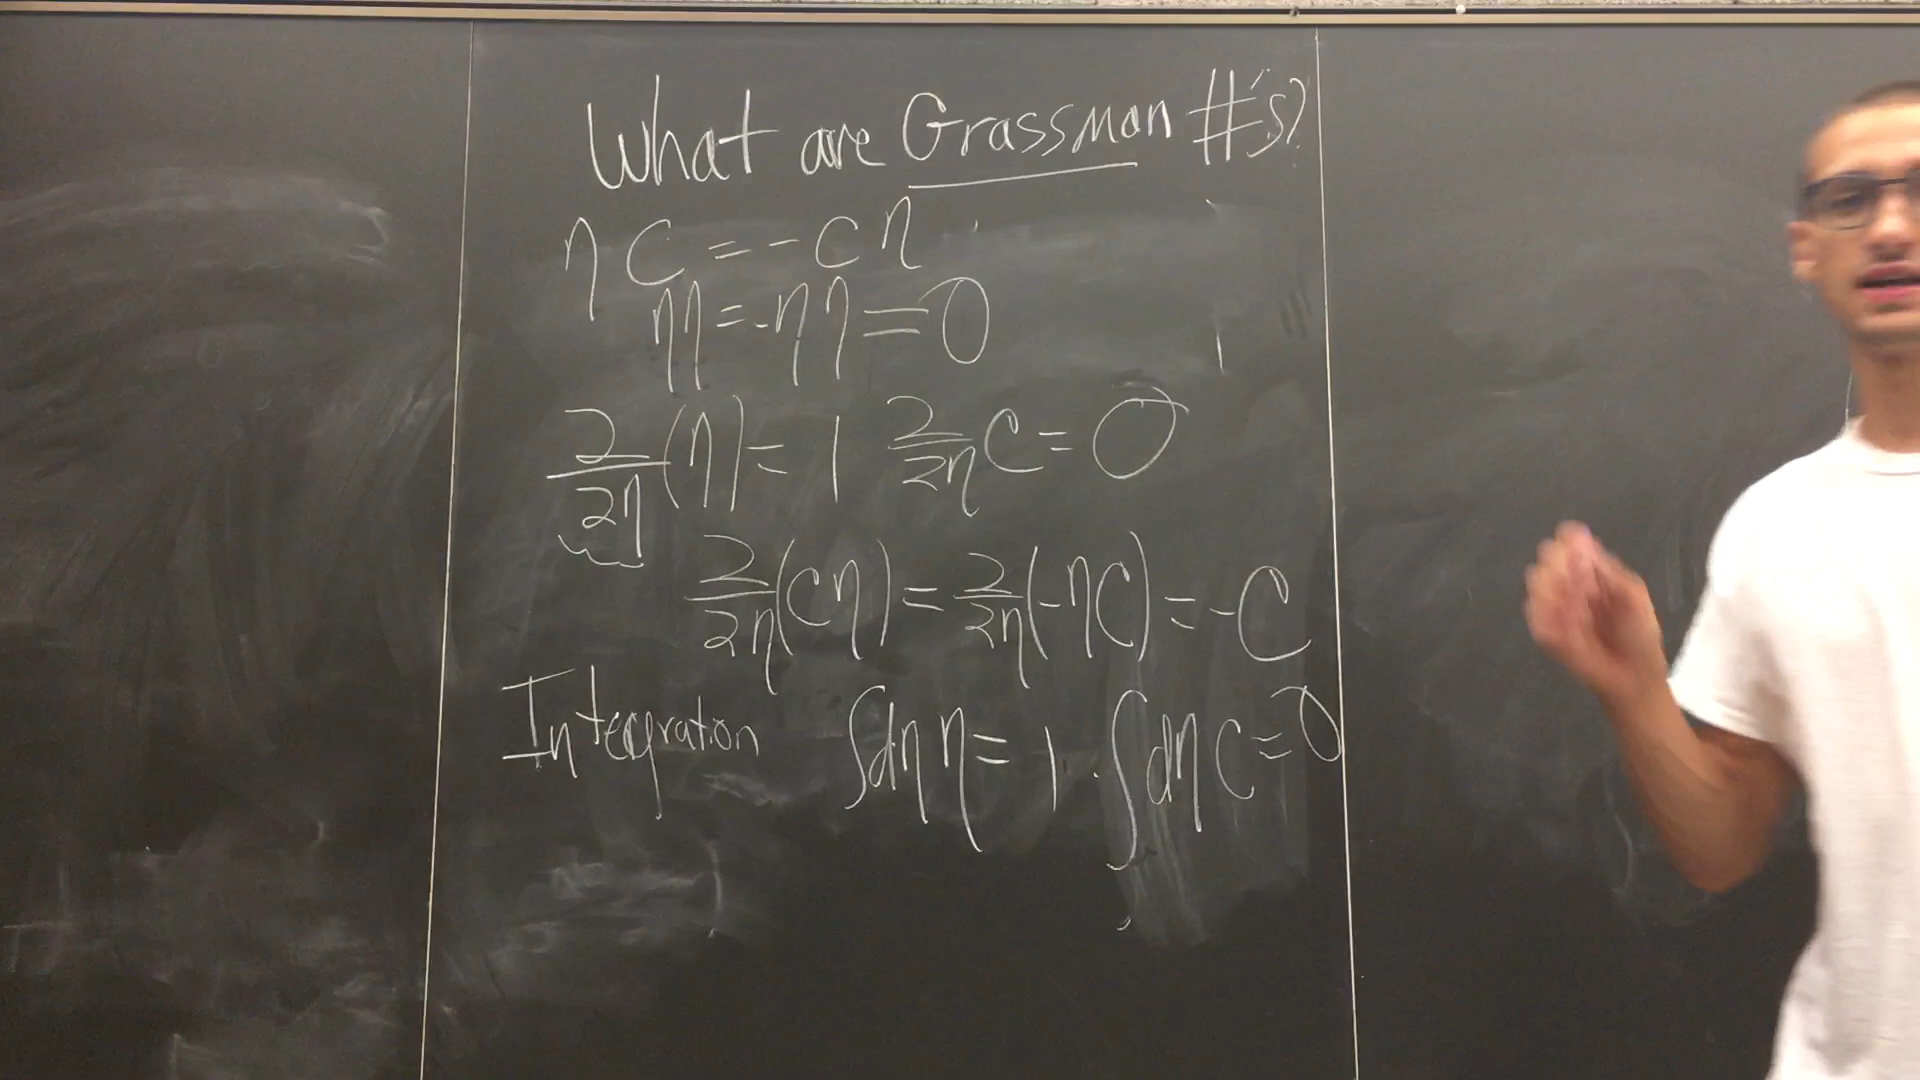 What are Grassman #'s?
ηc = -cη
ηη = -ηη = 0
∂/∂η (η) = 1 ∂/∂η c = 0
∂/∂η (cη) = ∂/∂η (-ηc) = -c
Integration ∫dη η = 1 . ∫dη c = 0